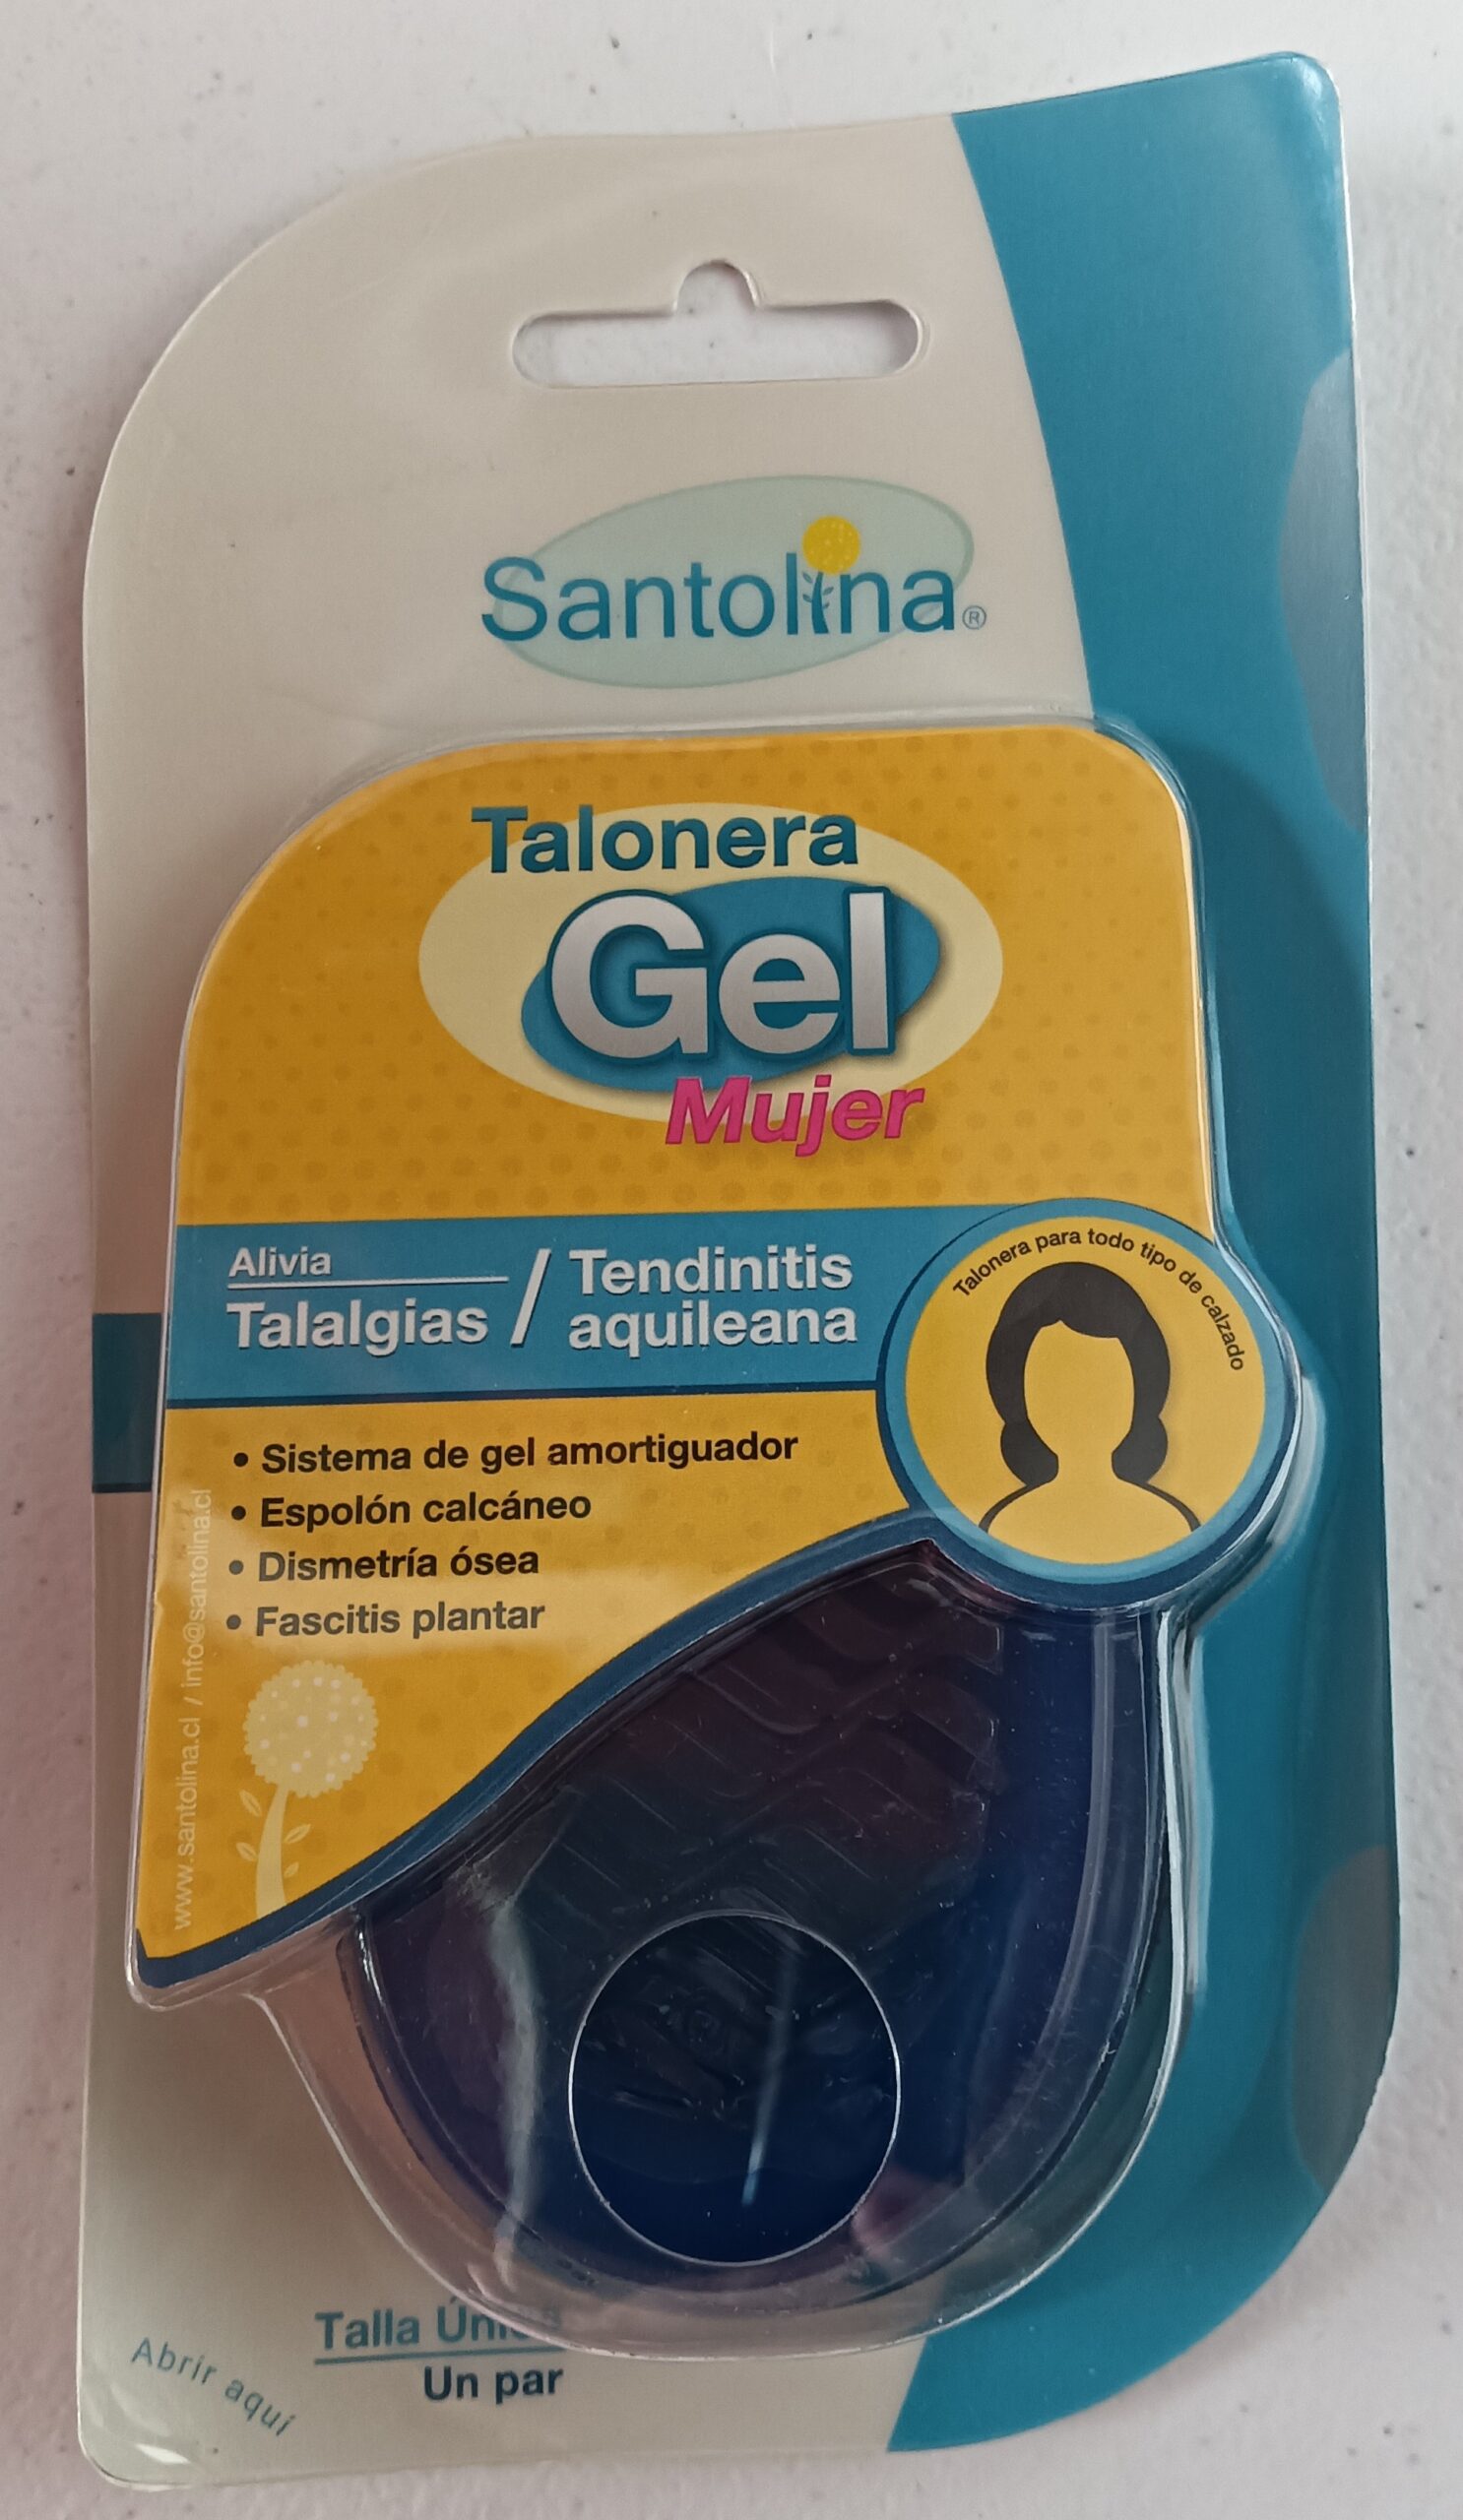 Santolina®
Talonera
Gel
Mujer
Alivia
Talalgias / Tendinitis
aquileana
Talonera para todo tipo de calzado
• Sistema de gel amortiguador
• Espolón calcáneo
• Dismetría ósea
• Fascitis plantar
www.santolina.cl / info@santolina.cl
Talla Única
Un par
Abrir aquí